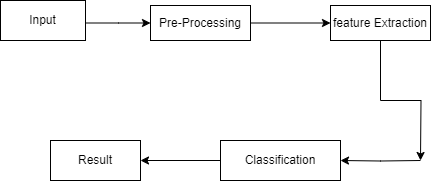 Input
Pre-Processing
feature Extraction
Classification
Result